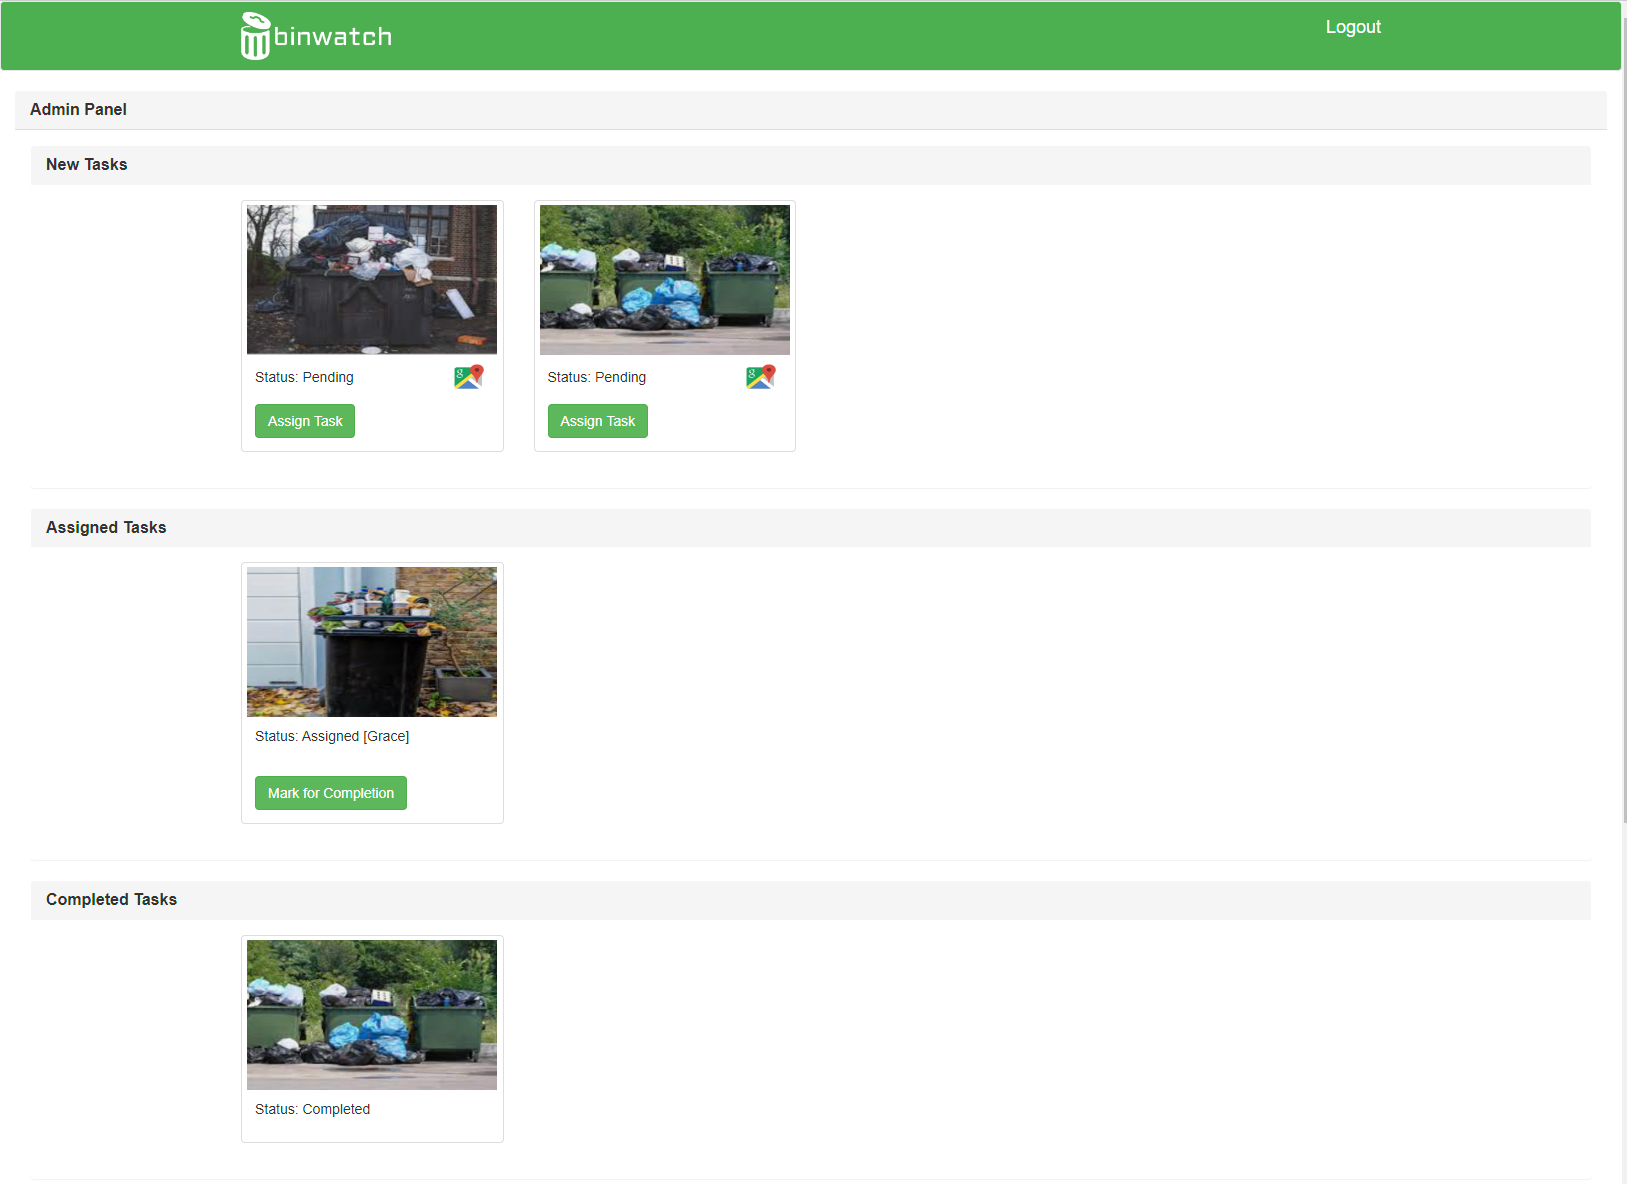 binwatch
Logout
Admin Panel
New Tasks
Status: Pending
Status: Pending
Assign Task
Assign Task
Assigned Tasks
Status: Assigned [Grace]
Mark for Completion
Completed Tasks
Status: Completed